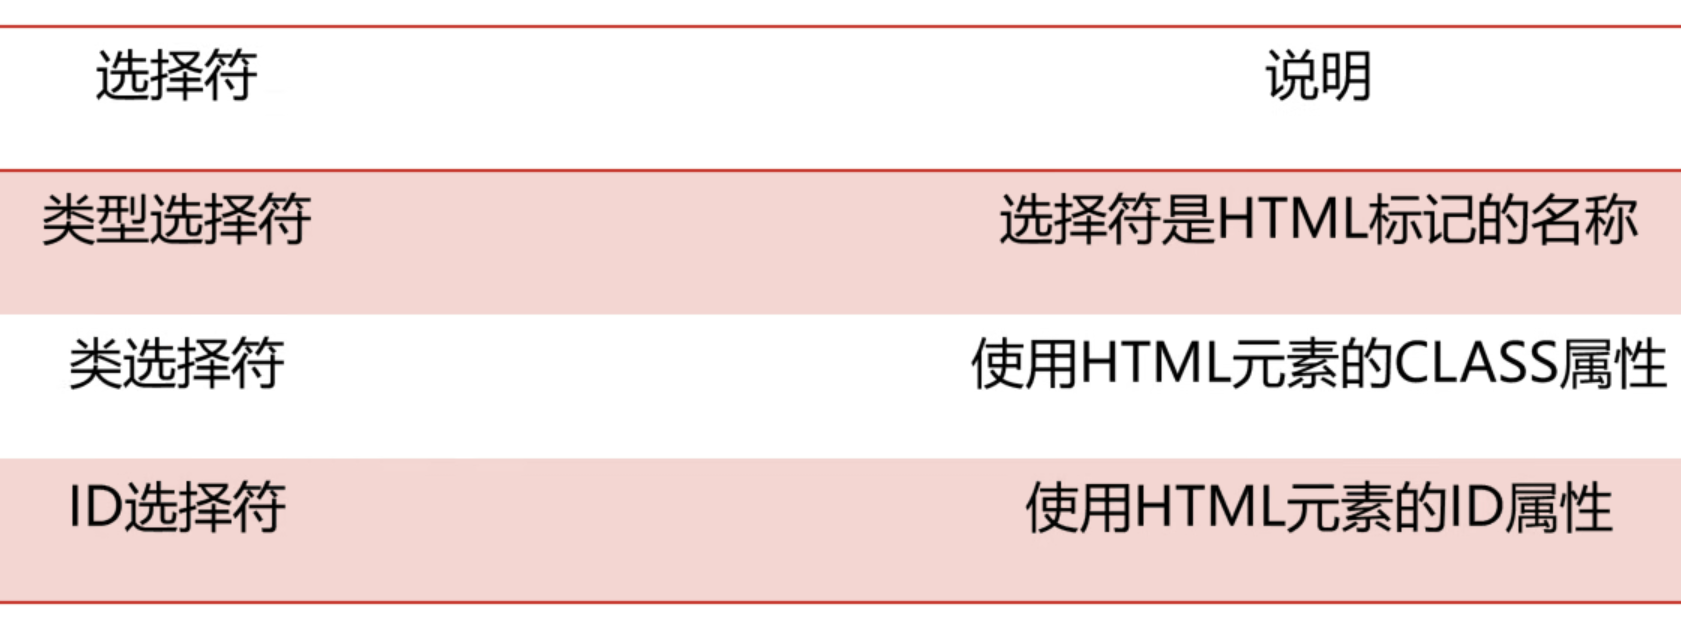 选择符 说明
类型选择符 选择符是HTML标记的名称
类选择符 使用HTML元素的CLASS属性
ID选择符 使用HTML元素的ID属性